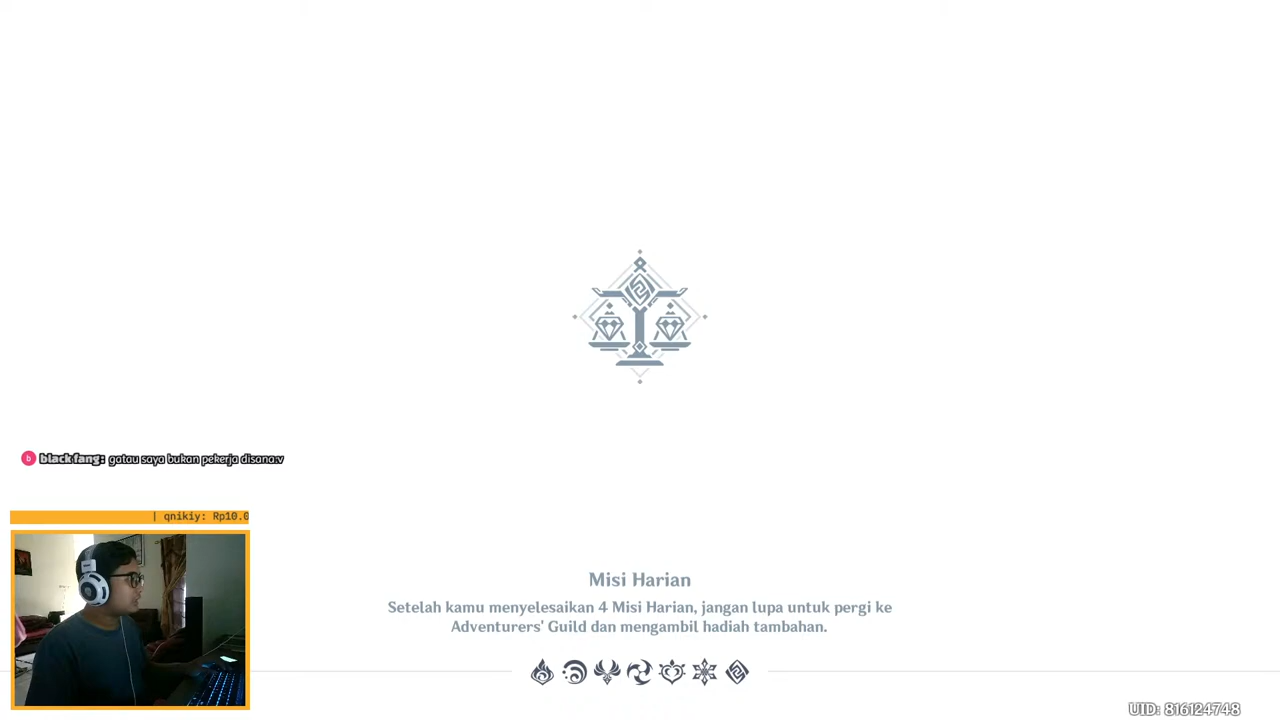 black.fang: gatau saya bukan pekerja disana:v
| qnikiy: Rp10.0
Misi Harian
Setelah kamu menyelesaikan 4 Misi Harian, jangan lupa untuk pergi ke
Adventurers' Guild dan mengambil hadiah tambahan.
UID: 816124748